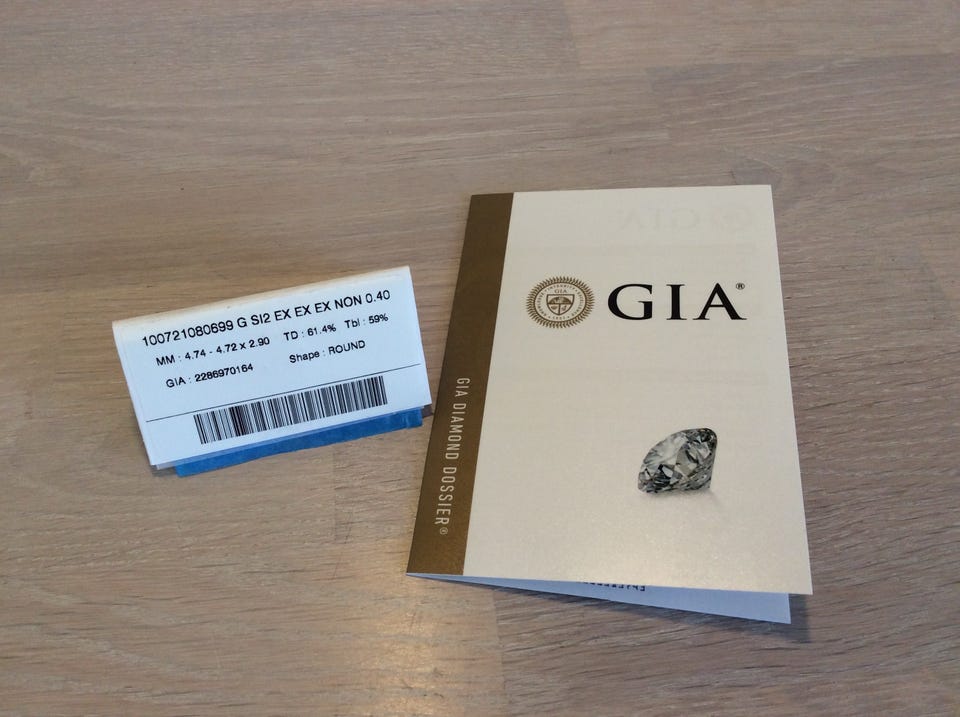 100721080699 G SI2 EX EX EX NON 0.40
MM : 4.74 - 4.72 x 2.90 TD : 61.4% Tbl : 59%
GIA : 2286970164 Shape : ROUND
GIA®
GIA
GIA DIAMOND DOSSIER®